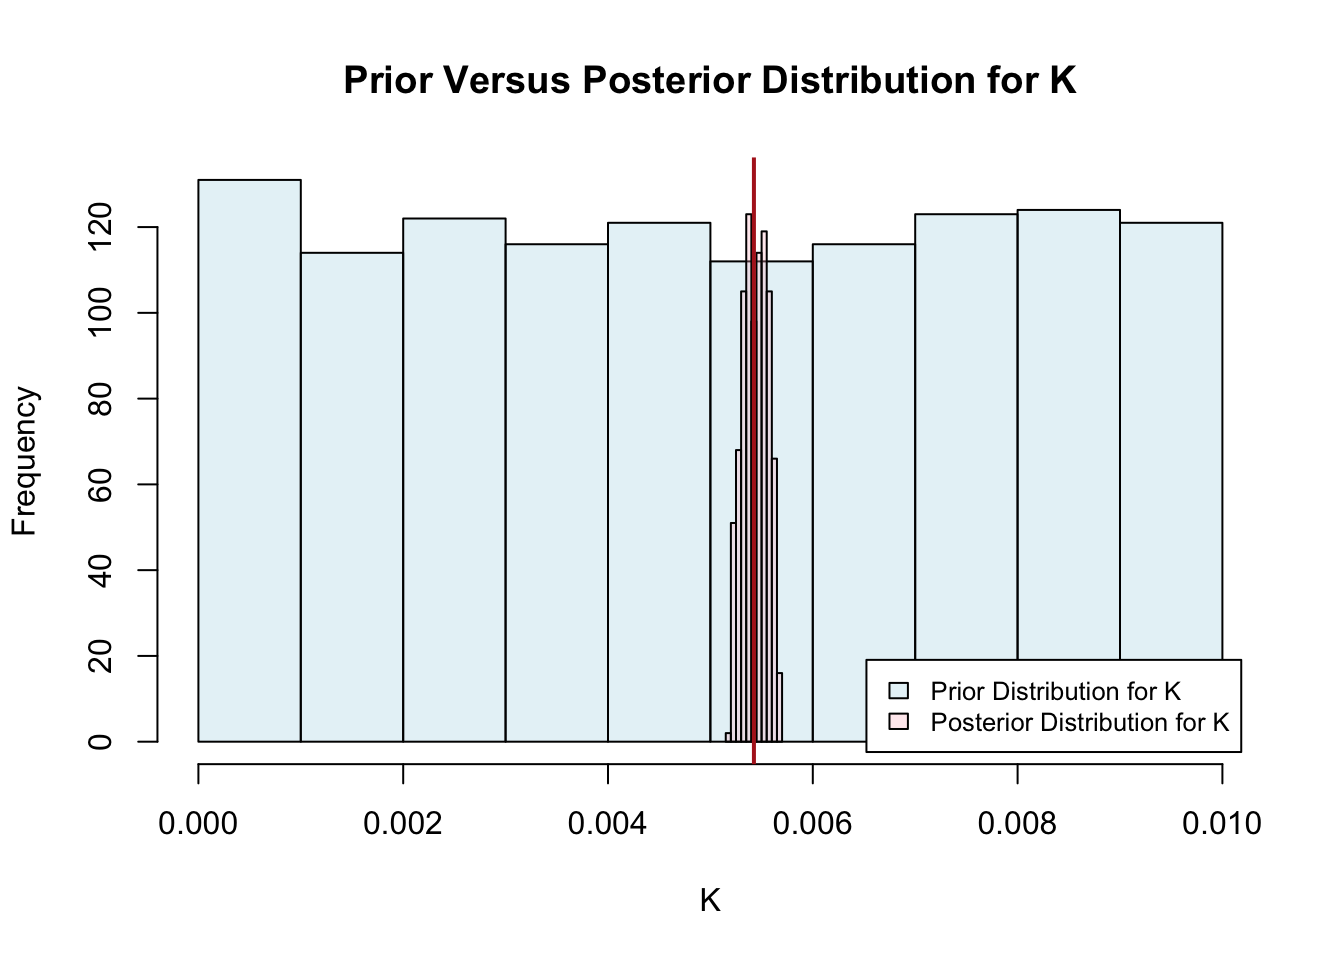 Prior Versus Posterior Distribution for K
Frequency
120
100
80
60
40
20
0
Prior Distribution for K
Posterior Distribution for K
0.000 0.002 0.004 0.006 0.008 0.010
K